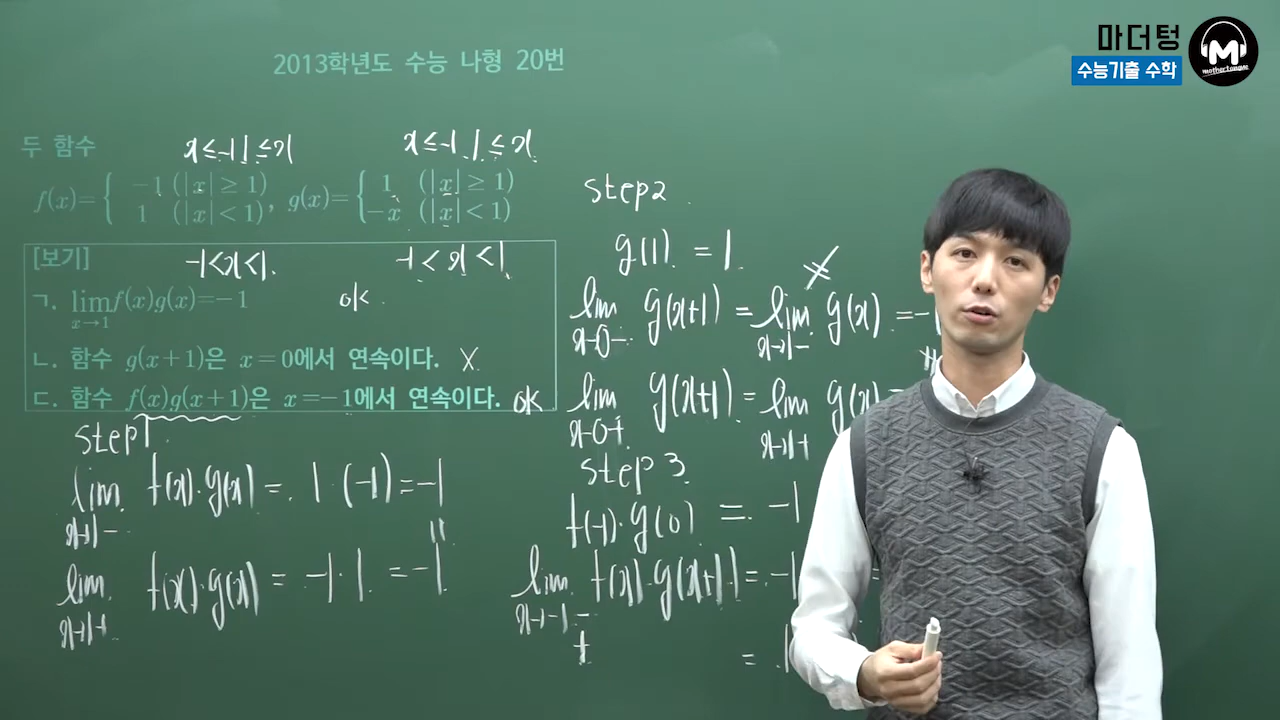 마더텅
수능기출 수학
M
mothertongue
2013학년도 수능 나형 20번
두 함수
x≤-1 1≤x
x≤-1 1≤x
f(x)={ -1 (|x|≥1) , g(x)={ 1 (|x|≥1)
1 (|x|<1) -x (|x|<1)
-1<x<1
-1<x<1
[보기]
ㄱ. lim f(x)g(x)=-1 ok
x→1
ㄴ. 함수 g(x+1)은 x=0에서 연속이다. X
ㄷ. 함수 f(x)g(x+1)은 x=-1에서 연속이다. ok
step1
lim f(x)·g(x) = 1·(-1)=-1
x→1-
=
lim f(x)·g(x) = -1·1 = -1
x→1+
step2
g(1) = 1
≠
lim g(x+1) = lim g(x) = -1
x→0- x→1-
lim g(x+1) = lim g(x) =
x→0+ x→1+
step3
f(-1)·g(0) = -1
lim f(x)·g(x+1) = -1 =
x→-1-
+ = 1